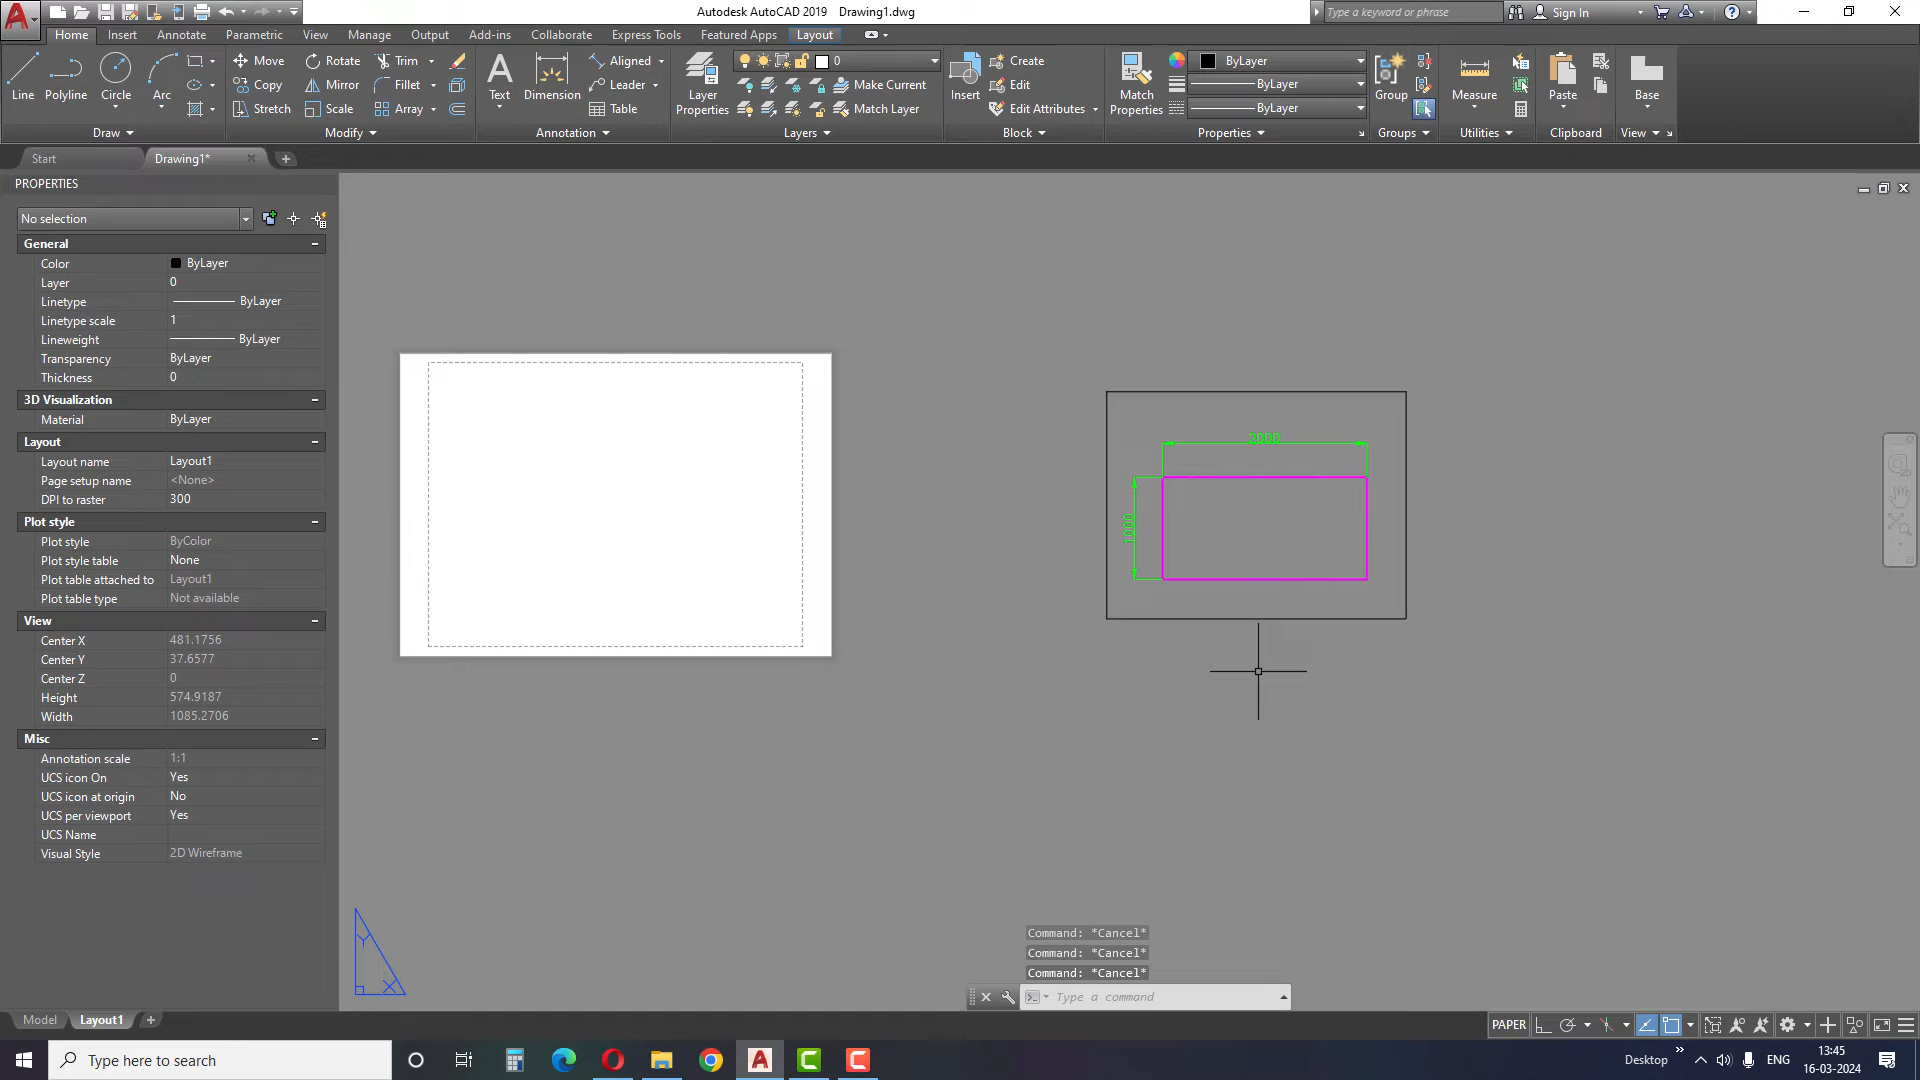 Autodesk AutoCAD 2019 Drawing1.dwg
Type a keyword or phrase
Sign In
Home Insert Annotate Parametric View Manage Output Add-ins Collaborate Express Tools Featured Apps Layout
Line Polyline Circle Arc
Move Rotate Trim
Copy Mirror Fillet
Stretch Scale Array
Text Dimension
Aligned
Leader
Table
Layer Properties
0
Make Current
Match Layer
Insert
Create
Edit
Edit Attributes
Match Properties
ByLayer
ByLayer
ByLayer
Group Measure Paste Base
Draw Modify Annotation Layers Block Properties Groups Utilities Clipboard View
Start Drawing1*
PROPERTIES
No selection
General
Color ByLayer
Layer 0
Linetype ByLayer
Linetype scale 1
Lineweight ByLayer
Transparency ByLayer
Thickness 0
3D Visualization
Material ByLayer
Layout
Layout name Layout1
Page setup name <None>
DPI to raster 300
Plot style
Plot style ByColor
Plot style table None
Plot table attached to Layout1
Plot table type Not available
View
Center X 481.1756
Center Y 37.6577
Center Z 0
Height 574.9187
Width 1085.2706
Misc
Annotation scale 1:1
UCS icon On Yes
UCS icon at origin No
UCS per viewport Yes
UCS Name
Visual Style 2D Wireframe
1000
Y
X
Command: *Cancel*
Command: *Cancel*
Command: *Cancel*
Type a command
Model Layout1
PAPER
Type here to search
Desktop
ENG
13:45
16-03-2024